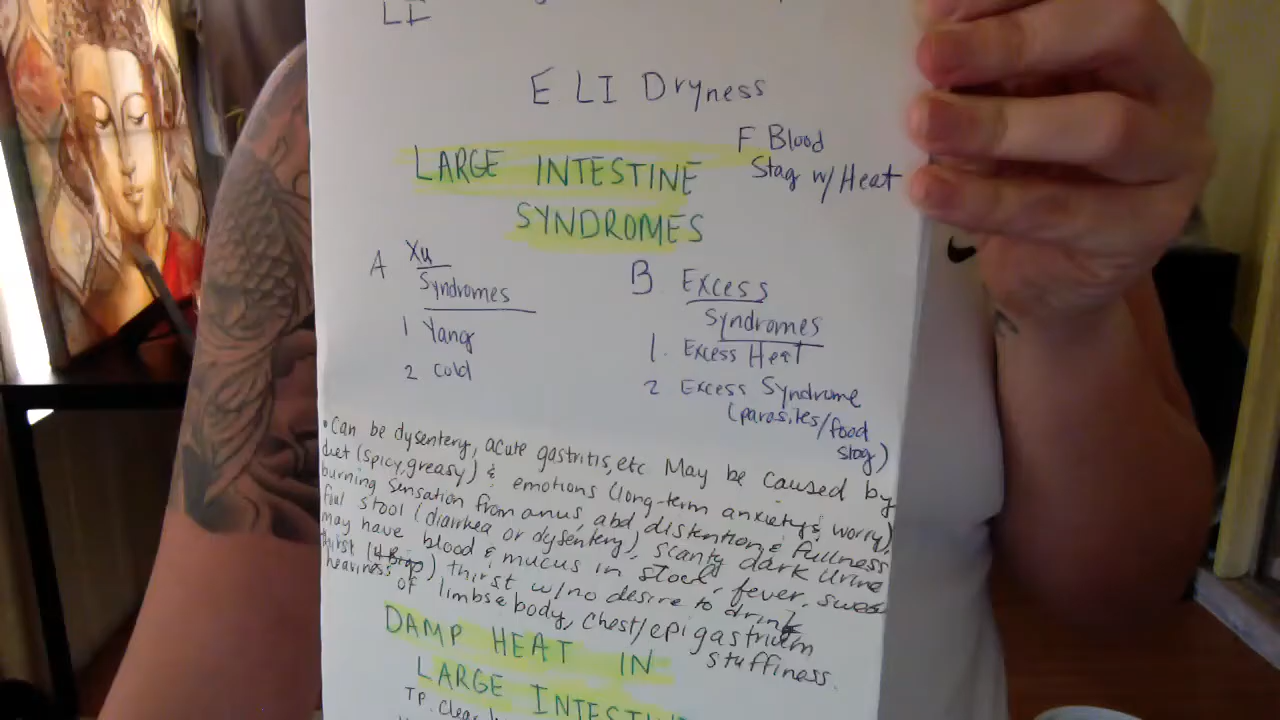 LI
E LI Dryness
F. Blood
Stag w/ Heat
LARGE INTESTINE
SYNDROMES
A Xu
Syndromes
1 Yang
2 Cold
B Excess
Syndromes
1. Excess Heat
2 Excess Syndrome
(parasites/food
stag)
•Can be dysentery, acute gastritis, etc May be caused by
diet (spicy, greasy) & emotions (long-term anxiety & worry)
burning sensation from anus, abd distention & fullness
foul stool (diarrhea or dysentery), scanty dark urine
may have blood & mucus in stool, fever,
thirst thirst w/no desire to drink
heaviness of limbs & body, chest/epigastrium
stuffiness.
DAMP HEAT IN
LARGE INTESTINE
TP. Clear